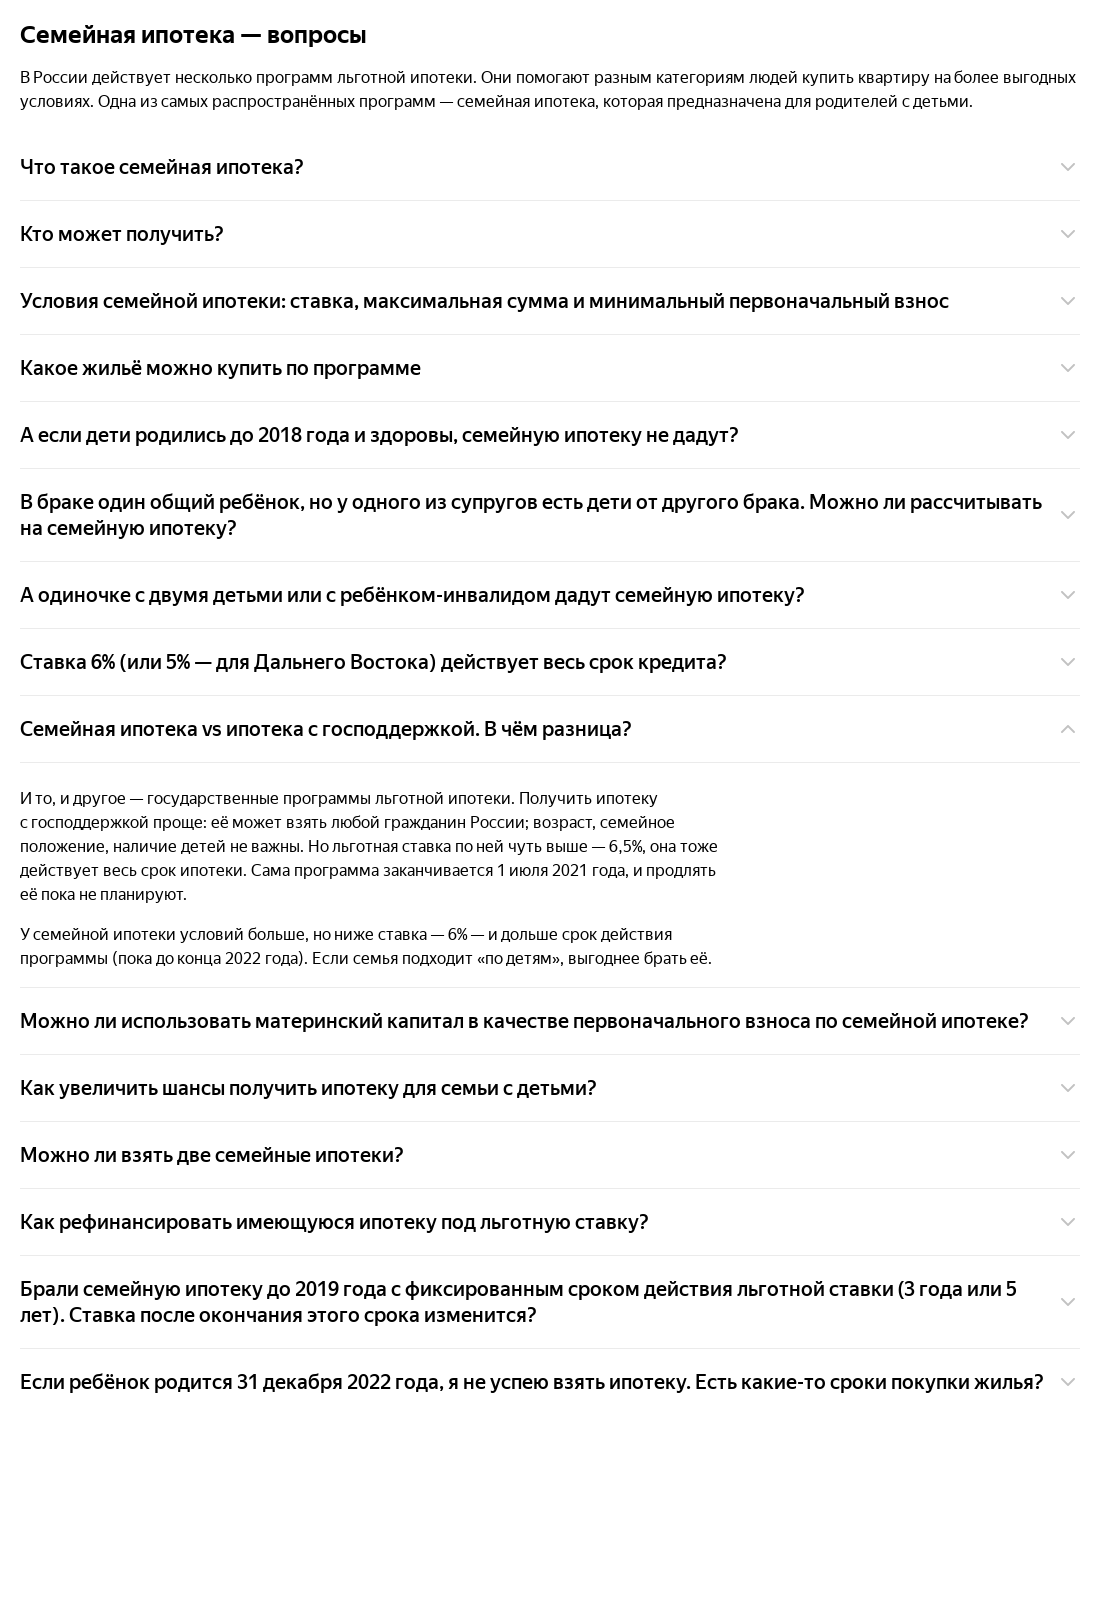 Семейная ипотека — вопросы
В России действует несколько программ льготной ипотеки. Они помогают разным категориям людей купить квартиру на более выгодных
условиях. Одна из самых распространённых программ — семейная ипотека, которая предназначена для родителей с детьми.
Что такое семейная ипотека?
Кто может получить?
Условия семейной ипотеки: ставка, максимальная сумма и минимальный первоначальный взнос
Какое жильё можно купить по программе
А если дети родились до 2018 года и здоровы, семейную ипотеку не дадут?
В браке один общий ребёнок, но у одного из супругов есть дети от другого брака. Можно ли рассчитывать
на семейную ипотеку?
А одиночке с двумя детьми или с ребёнком-инвалидом дадут семейную ипотеку?
Ставка 6% (или 5% — для Дальнего Востока) действует весь срок кредита?
Семейная ипотека vs ипотека с господдержкой. В чём разница?
И то, и другое — государственные программы льготной ипотеки. Получить ипотеку
с господдержкой проще: её может взять любой гражданин России; возраст, семейное
положение, наличие детей не важны. Но льготная ставка по ней чуть выше — 6,5%, она тоже
действует весь срок ипотеки. Сама программа заканчивается 1 июля 2021 года, и продлять
её пока не планируют.
У семейной ипотеки условий больше, но ниже ставка — 6% — и дольше срок действия
программы (пока до конца 2022 года). Если семья подходит «по детям», выгоднее брать её.
Можно ли использовать материнский капитал в качестве первоначального взноса по семейной ипотеке?
Как увеличить шансы получить ипотеку для семьи с детьми?
Можно ли взять две семейные ипотеки?
Как рефинансировать имеющуюся ипотеку под льготную ставку?
Брали семейную ипотеку до 2019 года с фиксированным сроком действия льготной ставки (3 года или 5
лет). Ставка после окончания этого срока изменится?
Если ребёнок родится 31 декабря 2022 года, я не успею взять ипотеку. Есть какие-то сроки покупки жилья?